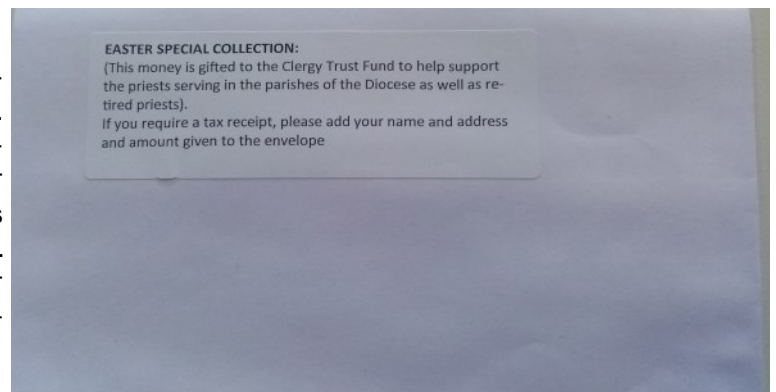 EASTER SPECIAL COLLECTION:
(This money is gifted to the Clergy Trust Fund to help support
the priests serving in the parishes of the Diocese as well as re-
tired priests).
If you require a tax receipt, please add your name and address
and amount given to the envelope